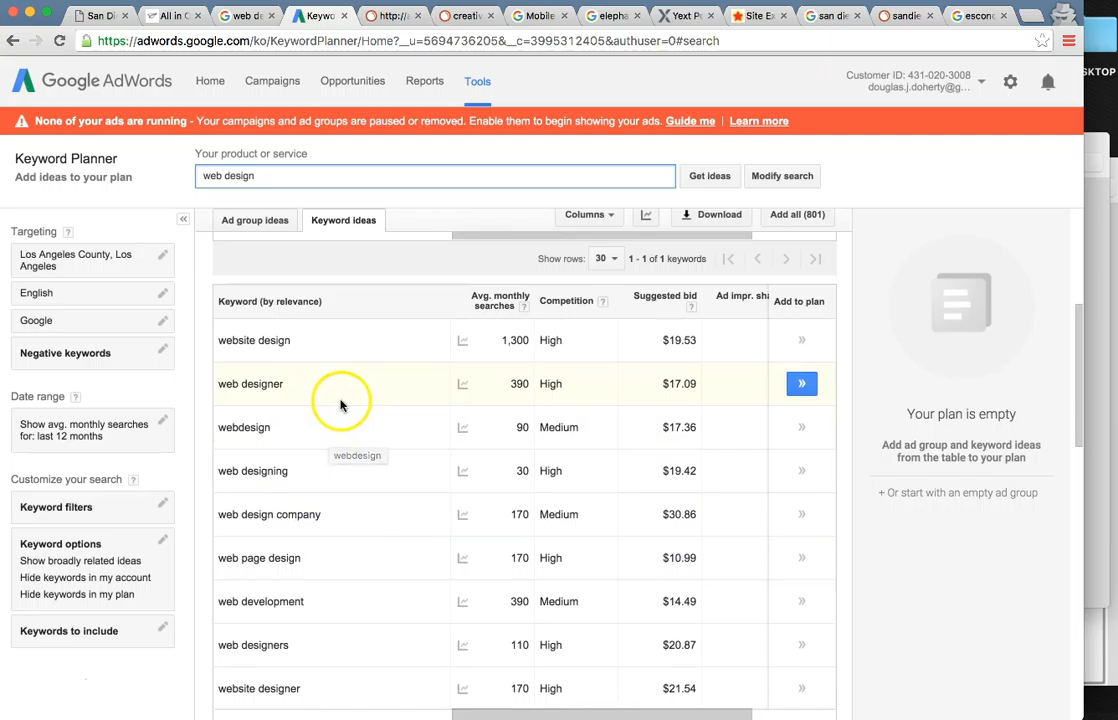 San Di
All in C
web de
Keywo
http://
creativ
Mobile
elepha
Yext P
Site Ex
san die
sandie
escon
https://adwords.google.com/ko/KeywordPlanner/Home?__u=5694736205&__c=3995312405&authuser=0#search
SKTOP
Google AdWords
Home
Campaigns
Opportunities
Reports
Tools
Customer ID: 431-020-3008
douglas.j.doherty@g...
None of your ads are running - Your campaigns and ad groups are paused or removed. Enable them to begin showing your ads. Guide me | Learn more
Keyword Planner
Add ideas to your plan
Your product or service
web design
Get ideas
Modify search
Targeting ?
Los Angeles County, Los
Angeles
English
Google
Negative keywords
Date range ?
Show avg. monthly searches
for: last 12 months
Customize your search ?
Keyword filters
Keyword options
Show broadly related ideas
Hide keywords in my account
Hide keywords in my plan
Keywords to include
Ad group ideas
Keyword ideas
Columns
Download
Add all (801)
Show rows: 30 1 - 1 of 1 keywords
Keyword (by relevance)
Avg. monthly
searches ?
Competition ?
Suggested bid
?
Ad impr. sha
Add to plan
website design 1,300 High $19.53 »
web designer 390 High $17.09 »
webdesign 90 Medium $17.36 »
webdesign
web designing 30 High $19.42 »
web design company 170 Medium $30.86 »
web page design 170 High $10.99 »
web development 390 Medium $14.49 »
web designers 110 High $20.87 »
website designer 170 High $21.54 »
Your plan is empty
Add ad group and keyword ideas
from the table to your plan
+ Or start with an empty ad group